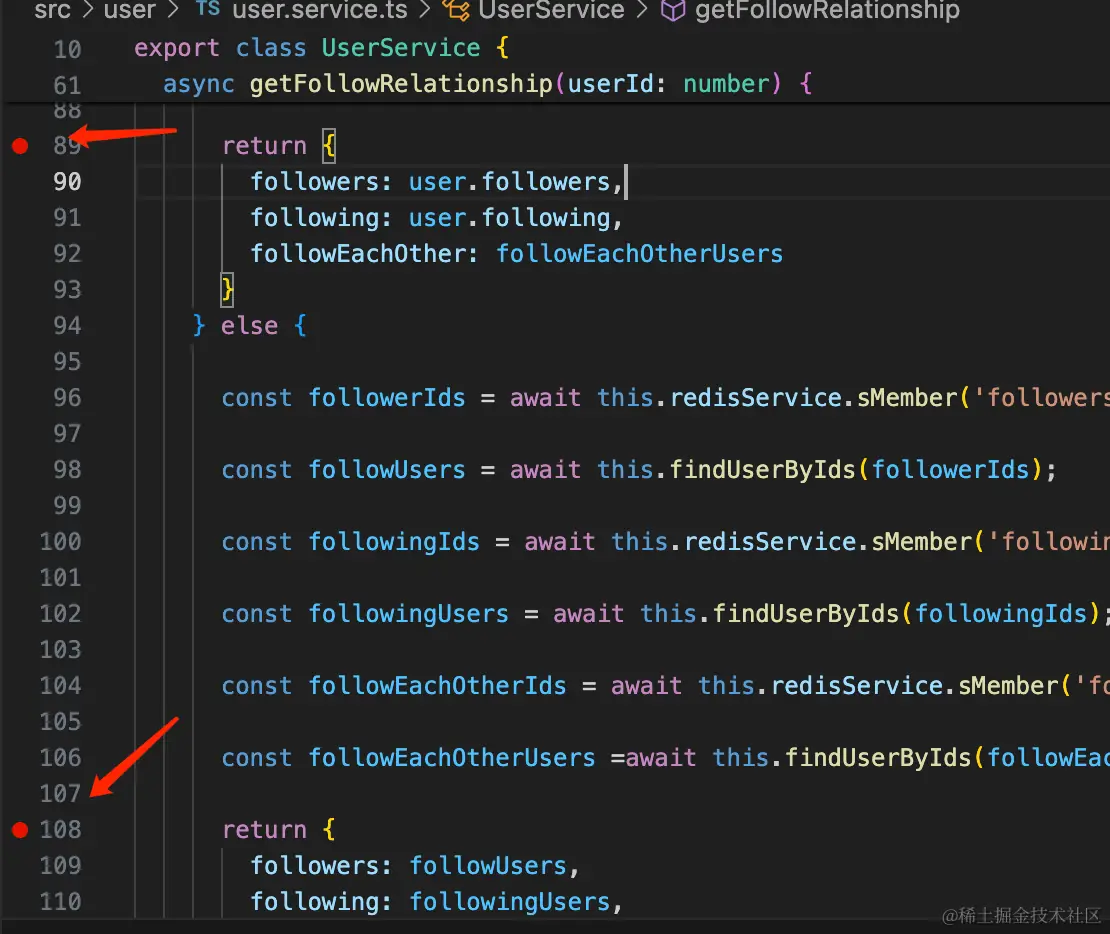 src > user > TS user.service.ts > UserService > getFollowRelationship
10 export class UserService {
61 async getFollowRelationship(userId: number) {
88
89 return {
90 followers: user.followers,
91 following: user.following,
92 followEachOther: followEachOtherUsers
93 }
94 } else {
95
96 const followerIds = await this.redisService.sMember('followers
97
98 const followUsers = await this.findUserByIds(followerIds);
99
100 const followingIds = await this.redisService.sMember('followin
101
102 const followingUsers = await this.findUserByIds(followingIds);
103
104 const followEachOtherIds = await this.redisService.sMember('fo
105
106 const followEachOtherUsers =await this.findUserByIds(followEac
107
108 return {
109 followers: followUsers,
110 following: followingUsers,
@稀土掘金技术社区